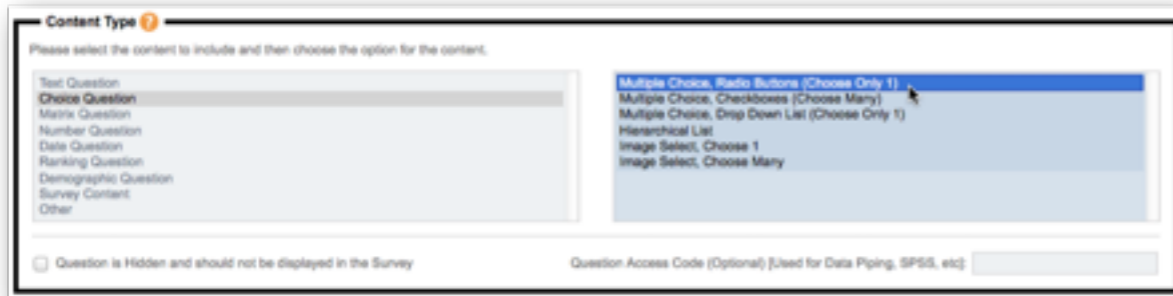 Content Type ?
Please select the content to include and then choose the option for the content.
Text Question
Choice Question
Matrix Question
Number Question
Date Question
Ranking Question
Demographic Question
Survey Content
Other
Multiple Choice, Radio Buttons (Choose Only 1)
Multiple Choice, Checkboxes (Choose Many)
Multiple Choice, Drop Down List (Choose Only 1)
Hierarchical List
Image Select, Choose 1
Image Select, Choose Many
Question is Hidden and should not be displayed in the Survey
Question Access Code (Optional) [Used for Data Piping, SPSS, etc]: